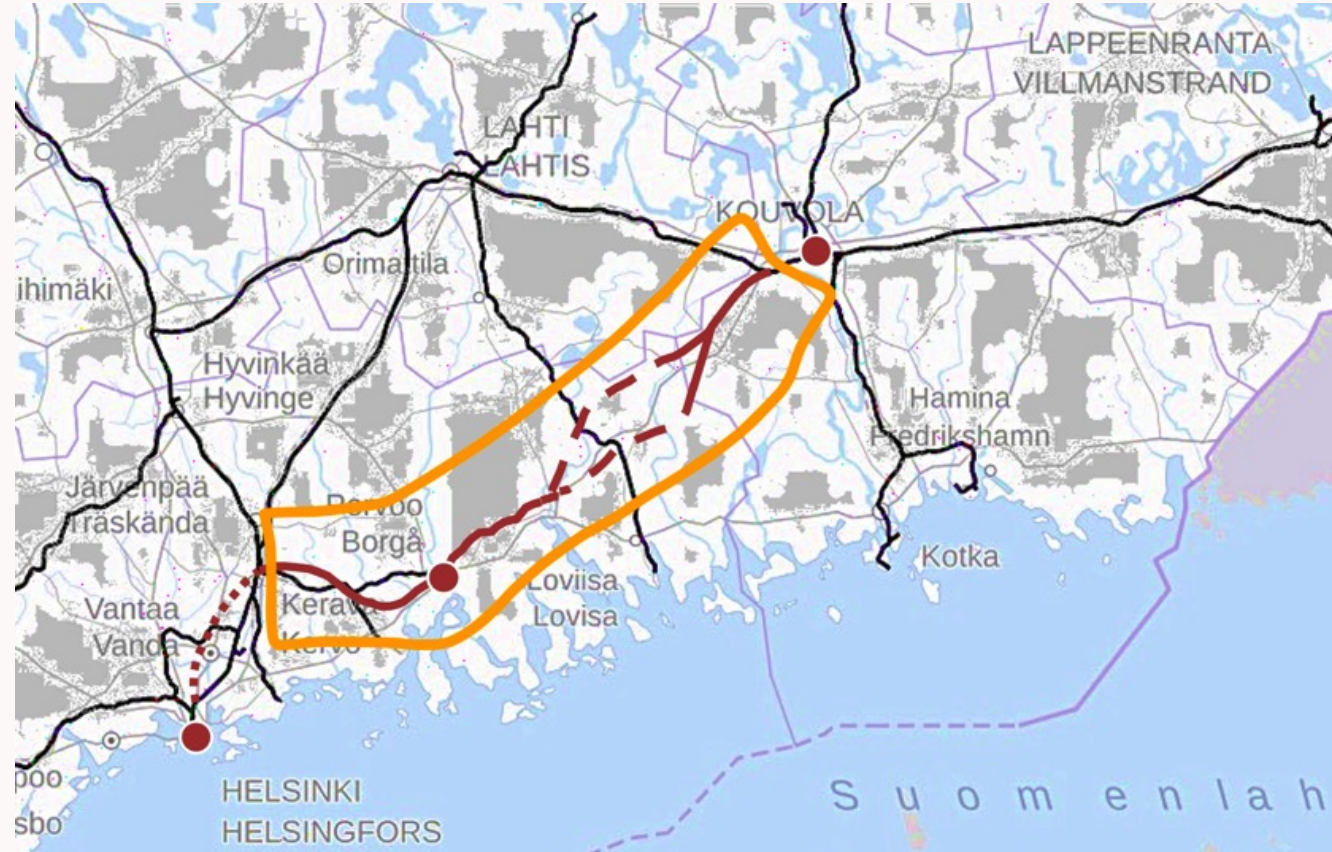 LAPPEENRANTA
VILLMANSTRAND
LAHTI
LAHTIS
KOUVOLA
Orimattila
ihimäki
Hyvinkää
Hyvinge
Hamina
Fredrikshamn
Järvenpää
Träskända
Porvoo
Borgå
Kotka
Loviisa
Lovisa
Kerava
Kervo
Vantaa
Vanda
poo
sbo
HELSINKI
HELSINGFORS
Suomenlah